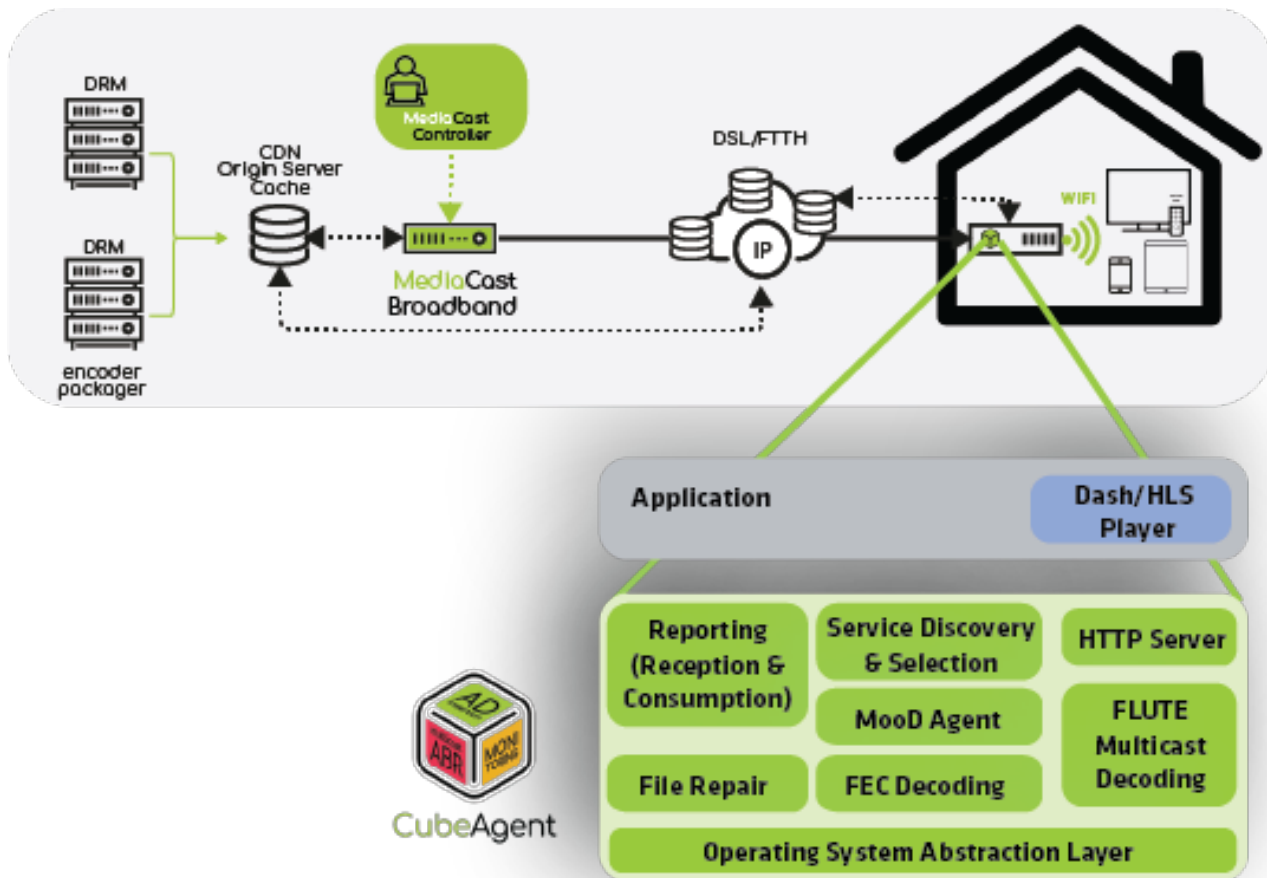 DRM
DRM
encoder
packager
CDN
Origin Server
Cache
MediaCast
Controller
MediaCast
Broadband
DSL/FTTH
IP
WIFI
Application
Dash/HLS
Player
Reporting
(Reception &
Consumption)
Service Discovery
& Selection
HTTP Server
MooD Agent
FLUTE
Multicast
Decoding
File Repair
FEC Decoding
Operating System Abstraction Layer
AD
ABR
MONI
TORING
CubeAgent